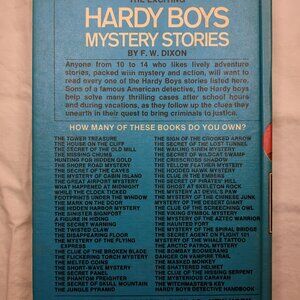 THE EXCITING
HARDY BOYS
MYSTERY STORIES
BY F. W. DIXON
Anyone from 10 to 14 who likes lively adventure
stories, packed with mystery and action, will want to
read every one of the Hardy Boys stories listed here.
Sons of a famous American detective, the Hardy boys
help solve many thrilling cases after school hours
and during vacations, as they follow up the clues they
unearth in their quest to bring criminals to justice.
HOW MANY OF THESE BOOKS DO YOU OWN?
THE TOWER TREASURE
THE HOUSE ON THE CLIFF
THE SECRET OF THE OLD MILL
THE MISSING CHUMS
HUNTING FOR HIDDEN GOLD
THE SHORE ROAD MYSTERY
THE SECRET OF THE CAVES
THE MYSTERY OF CABIN ISLAND
THE GREAT AIRPORT MYSTERY
WHAT HAPPENED AT MIDNIGHT
WHILE THE CLOCK TICKED
FOOTPRINTS UNDER THE WINDOW
THE MARK ON THE DOOR
THE HIDDEN HARBOR MYSTERY
THE SINISTER SIGNPOST
A FIGURE IN HIDING
THE SECRET WARNING
THE TWISTED CLAW
THE DISAPPEARING FLOOR
THE MYSTERY OF THE FLYING
EXPRESS
THE CLUE OF THE BROKEN BLADE
THE FLICKERING TORCH MYSTERY
THE MELTED COINS
THE SHORT-WAVE MYSTERY
THE SECRET PANEL
THE PHANTOM FREIGHTER
THE SECRET OF SKULL MOUNTAIN
THE JUNGLE PYRAMID
THE SIGN OF THE CROOKED ARROW
THE SECRET OF THE LOST TUNNEL
THE WAILING SIREN MYSTERY
THE SECRET OF WILDCAT SWAMP
THE CRISSCROSS SHADOW
THE YELLOW FEATHER MYSTERY
THE HOODED HAWK MYSTERY
THE CLUE IN THE EMBERS
THE SECRET OF PIRATES HILL
THE GHOST AT SKELETON ROCK
THE MYSTERY AT DEVIL'S PAW
THE MYSTERY OF THE CHINESE JUNK
MYSTERY OF THE DESERT GIANT
THE CLUE OF THE SCREECHING OWL
THE VIKING SYMBOL MYSTERY
THE MYSTERY OF THE AZTEC WARRIOR
THE HAUNTED FORT
THE MYSTERY OF THE SPIRAL BRIDGE
THE SECRET AGENT ON FLIGHT 101
MYSTERY OF THE WHALE TATTOO
THE ARCTIC PATROL MYSTERY
THE BOMBAY BOOMERANG
DANGER ON VAMPIRE TRAIL
THE MASKED MONKEY
THE SHATTERED HELMET
THE CLUE OF THE HISSING SERPENT
THE MYSTERIOUS CARAVAN
THE WITCHMASTER'S KEY
HARDY BOYS DETECTIVE HANDBOOK